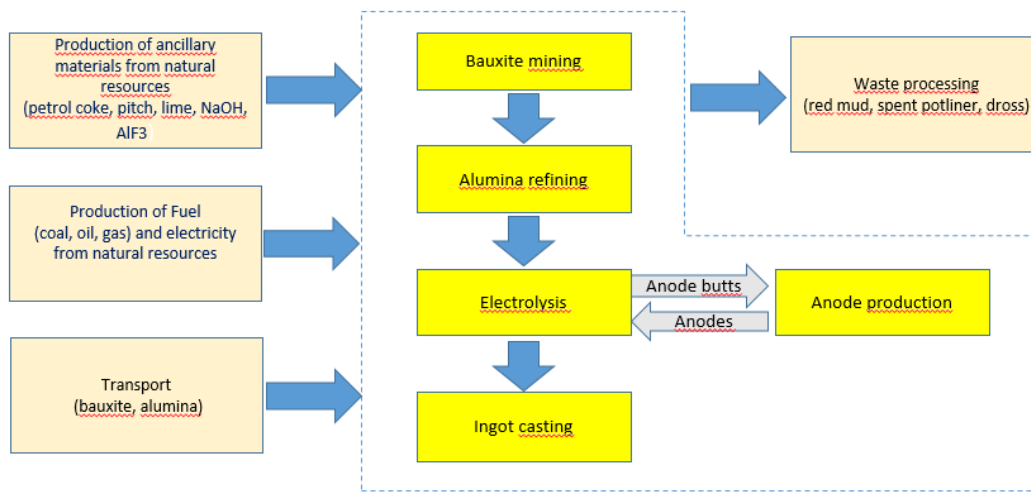 Production of ancillary
materials from natural
resources
(petrol coke, pitch, lime, NaOH,
AlF3
Bauxite mining
Waste processing
(red mud, spent potliner, dross)
Alumina refining
Production of Fuel
(coal, oil, gas) and electricity
from natural resources
Electrolysis
Anode butts
Anodes
Anode production
Transport
(bauxite, alumina)
Ingot casting